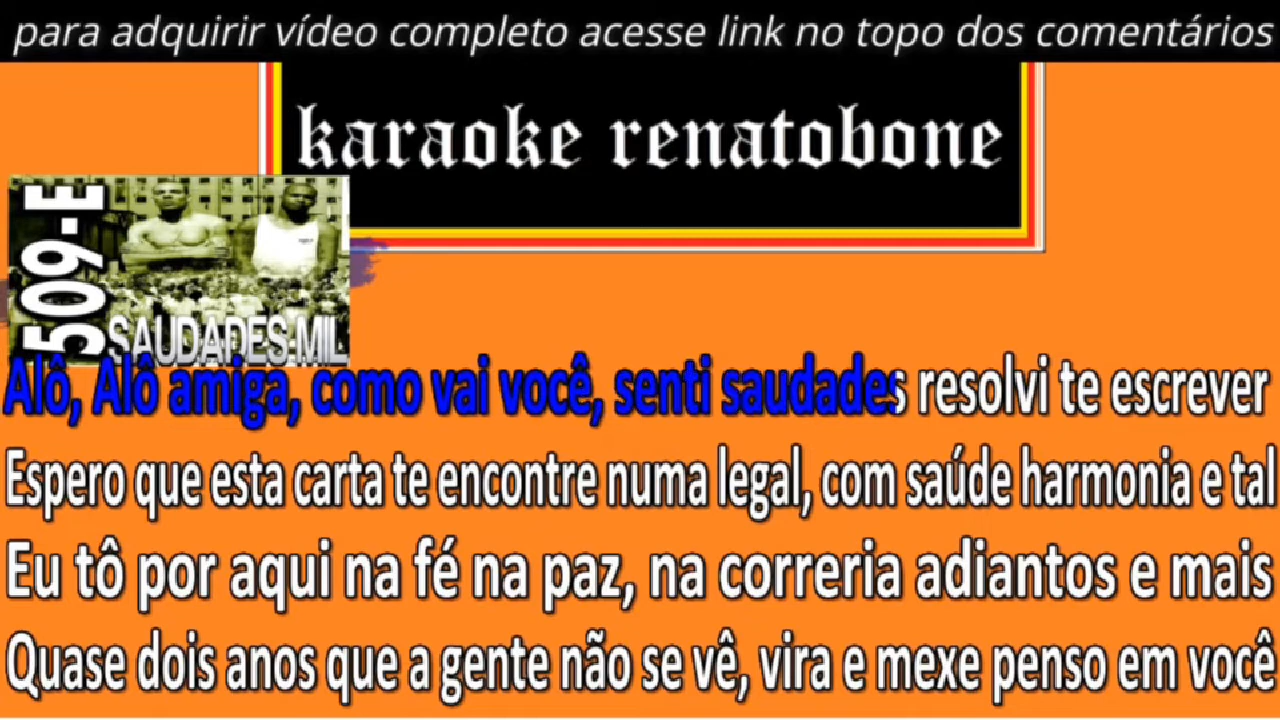 para adquirir vídeo completo acesse link no topo dos comentários
karaoke renatobone
509-E
SAUDADES MIL
Alô, Alô amiga, como vai você, senti saudades resolvi te escrever
Espero que esta carta te encontre numa legal, com saúde harmonia e tal
Eu tô por aqui na fé na paz, na correria adiantos e mais
Quase dois anos que a gente não se vê, vira e mexe penso em você